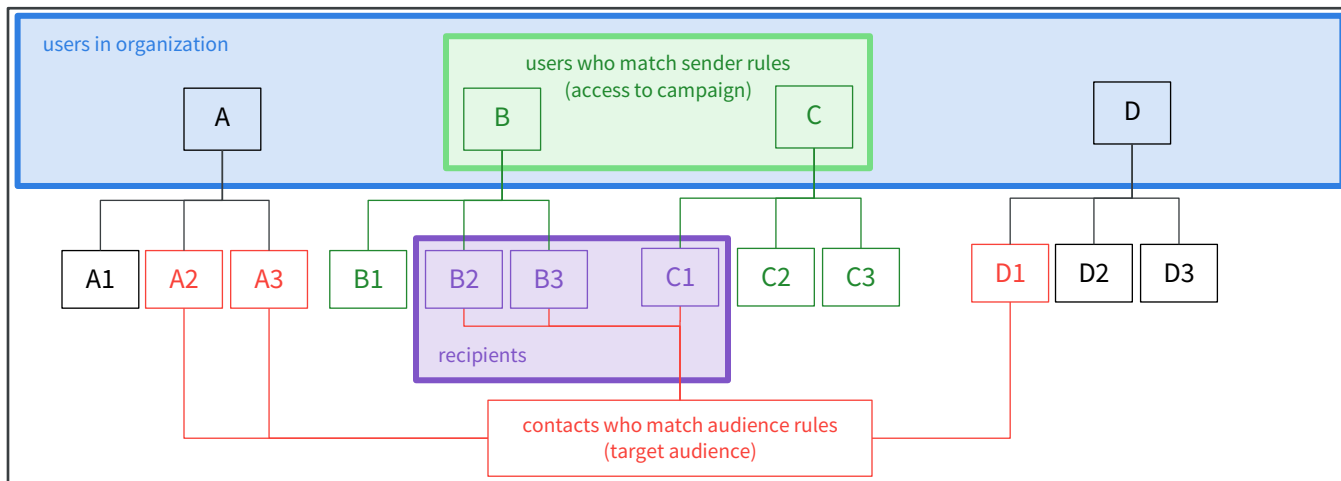 users in organization
users who match sender rules
(access to campaign)
A
B
C
D
A1
A2
A3
B1
B2
B3
C1
C2
C3
D1
D2
D3
recipients
contacts who match audience rules
(target audience)